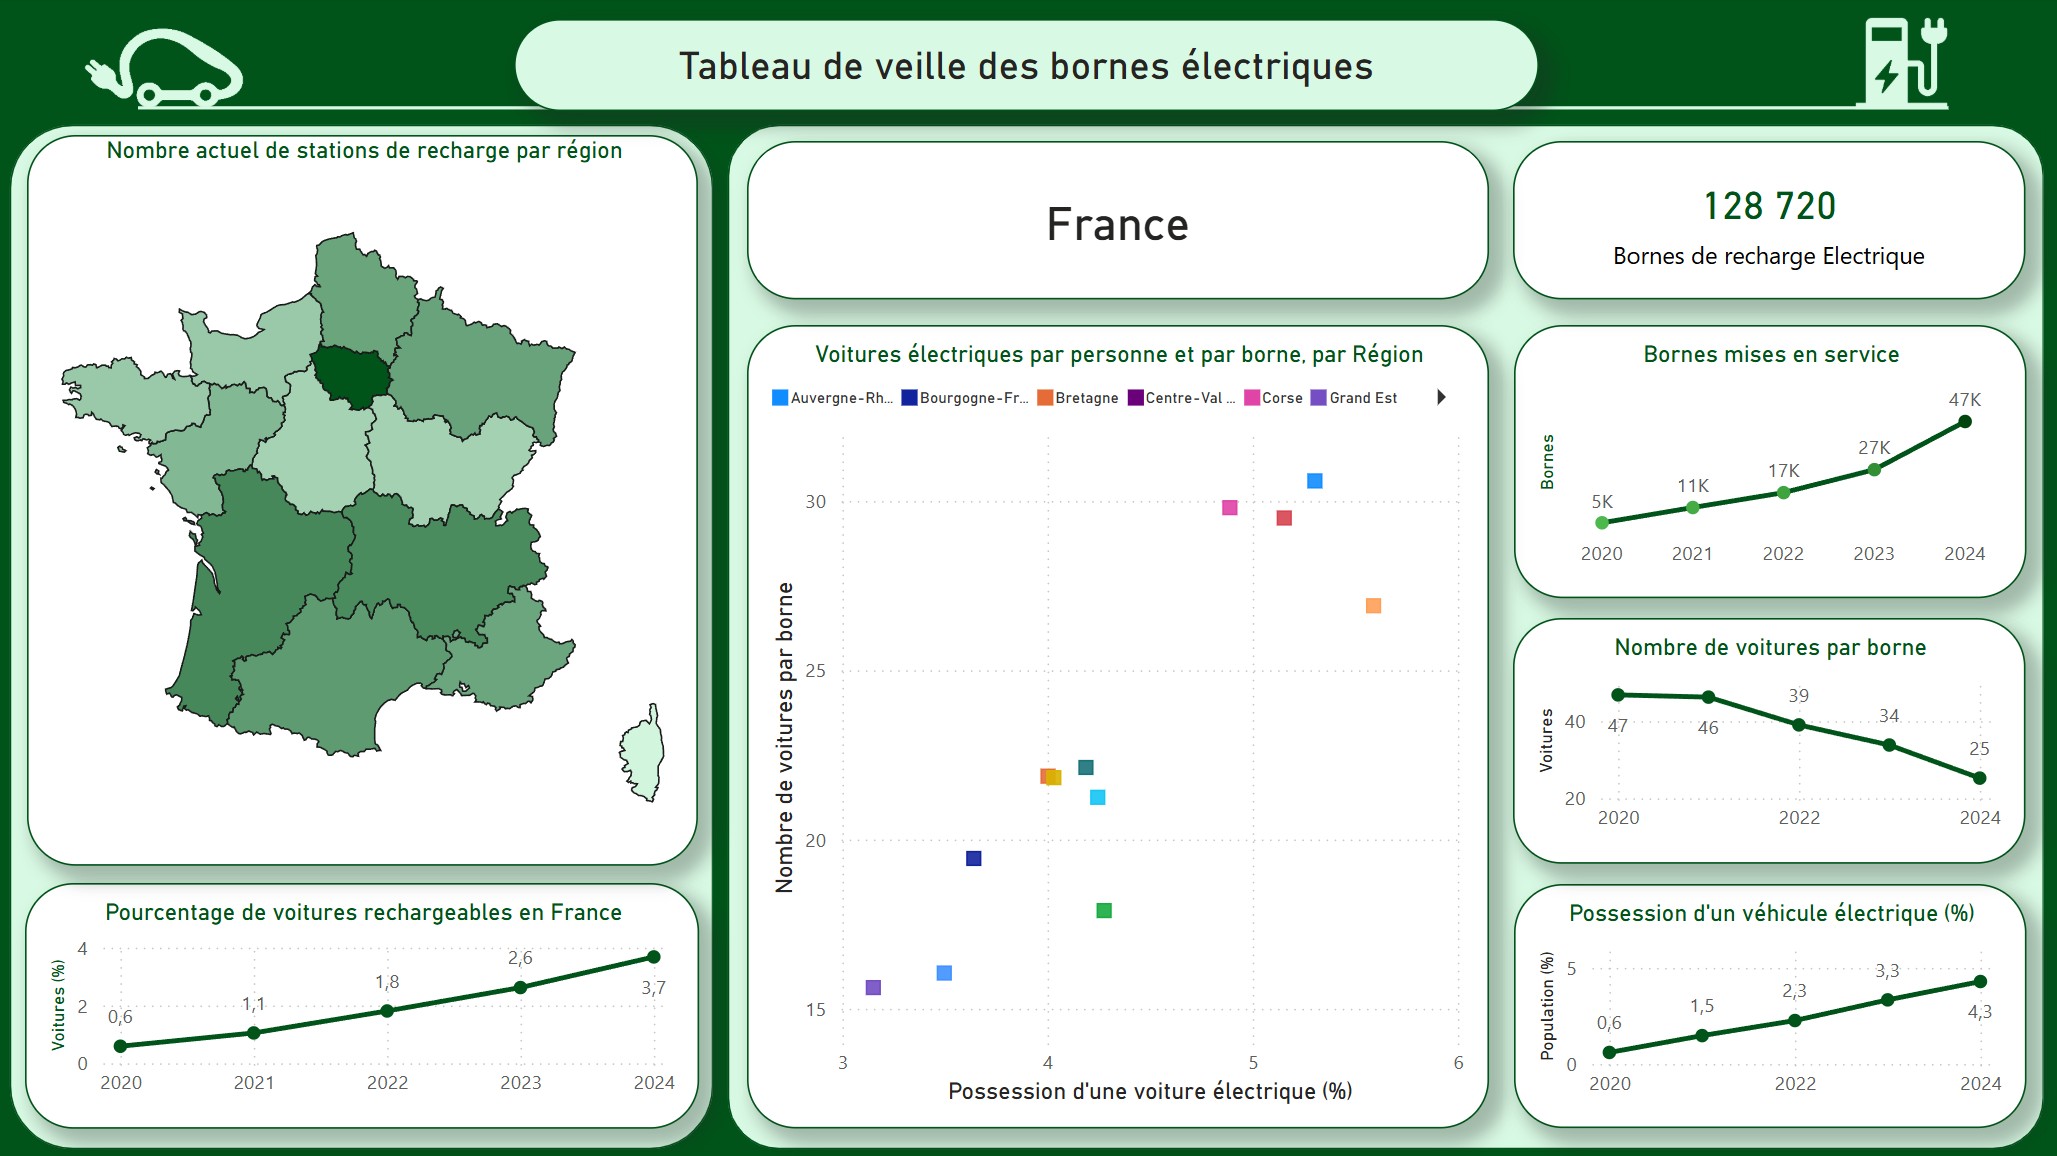 Tableau de veille des bornes électriques
Nombre actuel de stations de recharge par région
Pourcentage de voitures rechargeables en France
Voitures (%)
4
2
0
0,6
1,1
1,8
2,6
3,7
2020
2021
2022
2023
2024
France
Voitures électriques par personne et par borne, par Région
Auvergne-Rh...
Bourgogne-Fr...
Bretagne
Centre-Val ...
Corse
Grand Est
Nombre de voitures par borne
30
25
20
15
3
4
5
6
Possession d'une voiture électrique (%)
128 720
Bornes de recharge Electrique
Bornes mises en service
Bornes
5K
11K
17K
27K
47K
2020
2021
2022
2023
2024
Nombre de voitures par borne
Voitures
40
20
47
46
39
34
25
2020
2022
2024
Possession d'un véhicule électrique (%)
Population (%)
5
0
0,6
1,5
2,3
3,3
4,3
2020
2022
2024